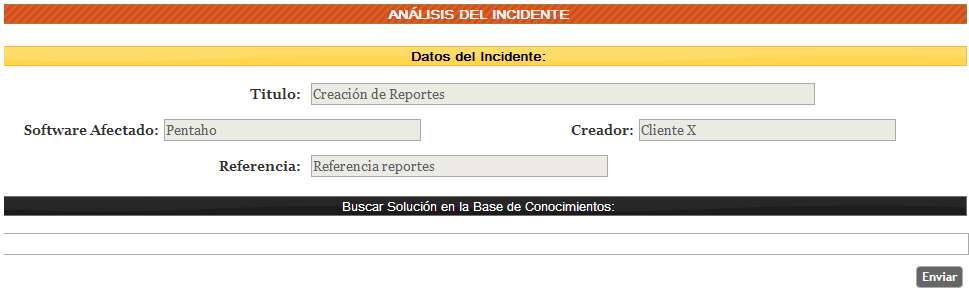 ANÁLISIS DEL INCIDENTE
Datos del Incidente:
Titulo: Creación de Reportes
Software Afectado: Pentaho Creador: Cliente X
Referencia: Referencia reportes
Buscar Solución en la Base de Conocimientos:
Enviar